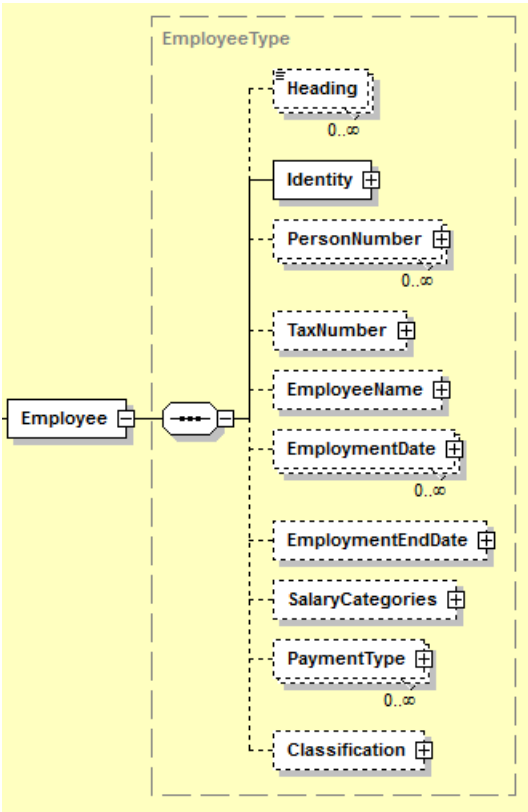 EmployeeType
Heading
0..∞
Identity
PersonNumber
0..∞
TaxNumber
EmployeeName
Employee
EmploymentDate
0..∞
EmploymentEndDate
SalaryCategories
PaymentType
0..∞
Classification